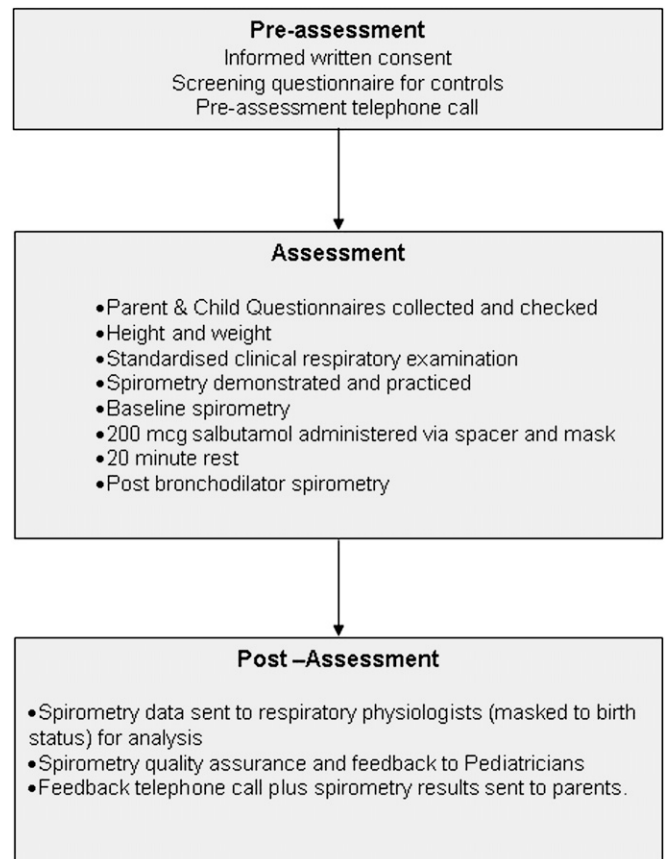 Pre-assessment
Informed written consent
Screening questionnaire for controls
Pre-assessment telephone call
Assessment
•Parent & Child Questionnaires collected and checked
•Height and weight
•Standardised clinical respiratory examination
•Spirometry demonstrated and practiced
•Baseline spirometry
•200 mcg salbutamol administered via spacer and mask
•20 minute rest
•Post bronchodilator spirometry
Post –Assessment
•Spirometry data sent to respiratory physiologists (masked to birth
status) for analysis
•Spirometry quality assurance and feedback to Pediatricians
•Feedback telephone call plus spirometry results sent to parents.